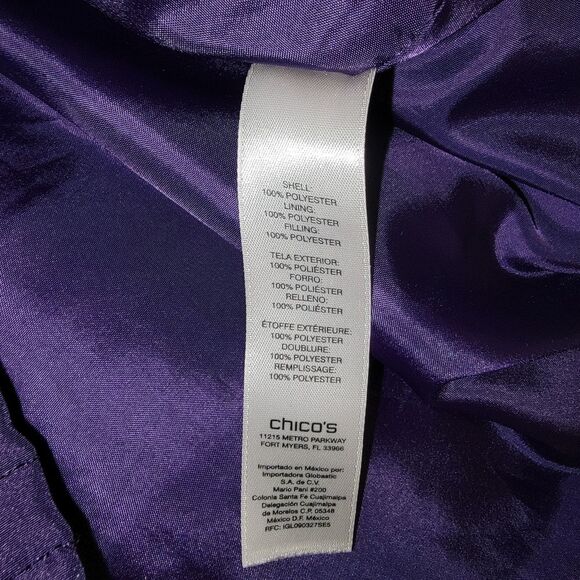 SHELL:
100% POLYESTER
LINING:
100% POLYESTER
FILLING:
100% POLYESTER
TELA EXTERIOR:
100% POLIÉSTER
FORRO:
100% POLIÉSTER
RELLENO:
100% POLIÉSTER
ÉTOFFE EXTÉRIEURE:
100% POLYESTER
DOUBLURE:
100% POLYESTER
REMPLISSAGE:
100% POLYESTER
chico's
11215 METRO PARKWAY
FORT MYERS, FL 33966
Importado en México por:
Importadora Globastic
S.A. de C.V.
Mario Pani #200
Colonia Santa Fe Cuajimalpa
Delegación Cuajimalpa
de Morelos C.P. 05348
México D.F. México
RFC: IGL090327SE5